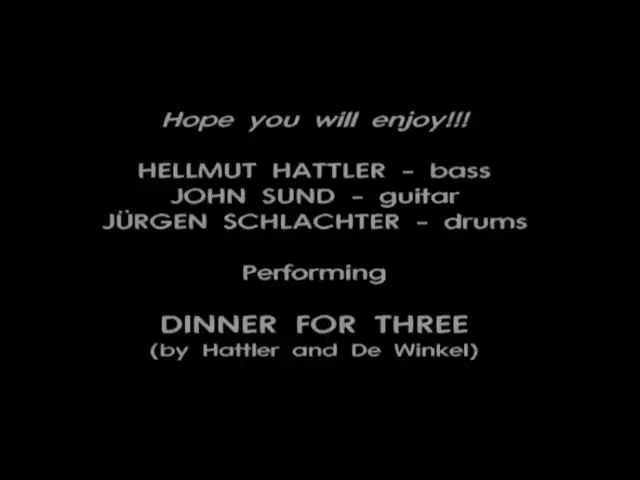 Hope you will enjoy!!!
HELLMUT HATTLER - bass
JOHN SUND - guitar
JÜRGEN SCHLACHTER - drums
Performing
DINNER FOR THREE
(by Hattler and De Winkel)